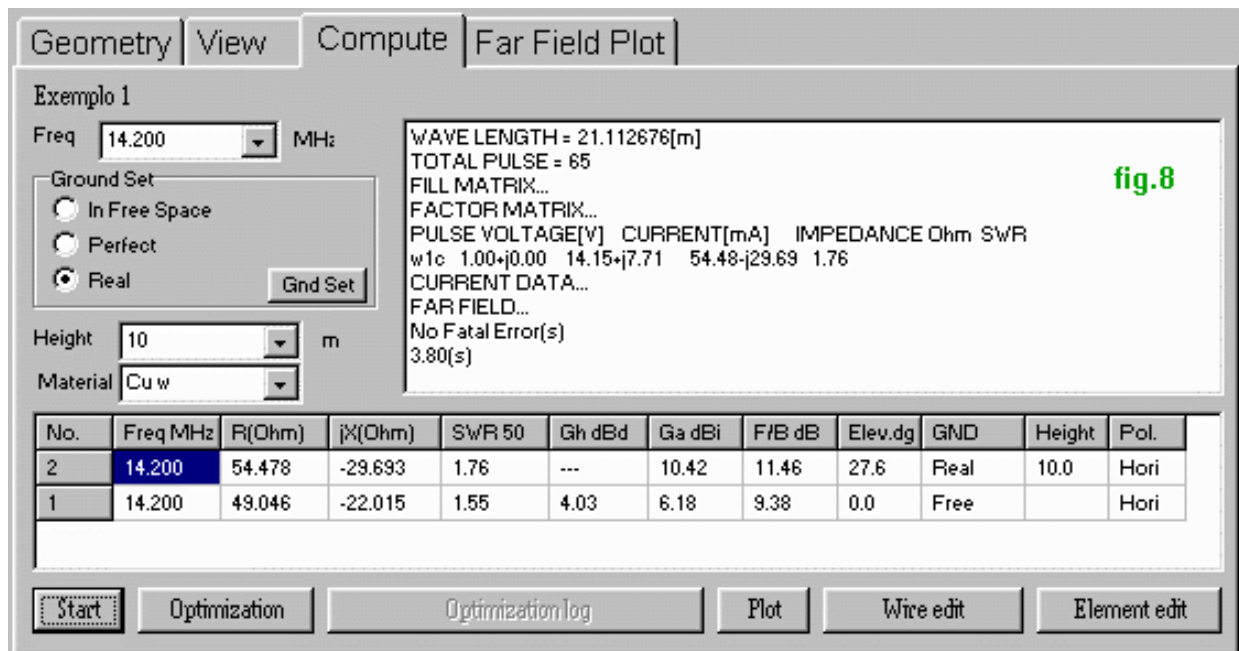 Geometry View Compute Far Field Plot
Exemplo 1
Freq 14.200 MHz
Ground Set
In Free Space
Perfect
Real Gnd Set
Height 10 m
Material Cu w
WAVE LENGTH = 21.112676[m]
TOTAL PULSE = 65
FILL MATRIX...
FACTOR MATRIX...
PULSE VOLTAGE[V] CURRENT[mA] IMPEDANCE Ohm SWR
w1c 1.00+j0.00 14.15+j7.71 54.48-j29.69 1.76
CURRENT DATA...
FAR FIELD...
No Fatal Error(s)
3.80(s)
fig.8
No. Freq MHz R(Ohm) jX(Ohm) SWR 50 Gh dBd Ga dBi F/B dB Elev.dg GND Height Pol.
2 14.200 54.478 -29.693 1.76 --- 10.42 11.46 27.6 Real 10.0 Hori
1 14.200 49.046 -22.015 1.55 4.03 6.18 9.38 0.0 Free Hori
Start Optimization Optimization log Plot Wire edit Element edit